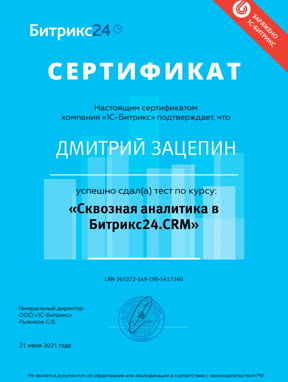 Битрикс24
ЗАРЯЖЕНО
1С-БИТРИКС
СЕРТИФИКАТ
Настоящим сертификатом
компания «1С-Битрикс» подтверждает, что
ДМИТРИЙ ЗАЦЕПИН
успешно сдал(а) тест по курсу:
«Сквозная аналитика в
Битрикс24.CRM»
LRN-365372-149-190-5417360
Генеральный директор
ООО «1С-Битрикс»
Рыжиков С.В.
21 июля 2021 года
Не является документом об образовании или квалификации в соответствии с законодательством РФ